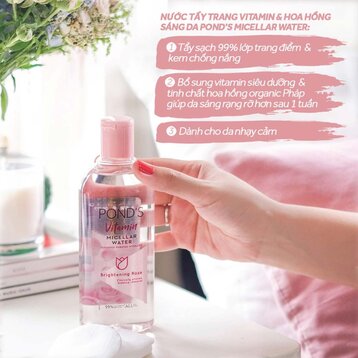 NƯỚC TẨY TRANG VITAMIN & HOA HỒNG
SÁNG DA POND'S MICELLAR WATER:
1 Tẩy sạch 99% lớp trang điểm &
kem chống nắng
2 Bổ sung vitamin siêu dưỡng &
tinh chất hoa hồng organic Pháp
giúp da sáng rạng rỡ hơn sau 1 tuần
3 Dành cho da nhạy cảm
POND'S
Vitamin
MICELLAR
WATER
Brightening Rose